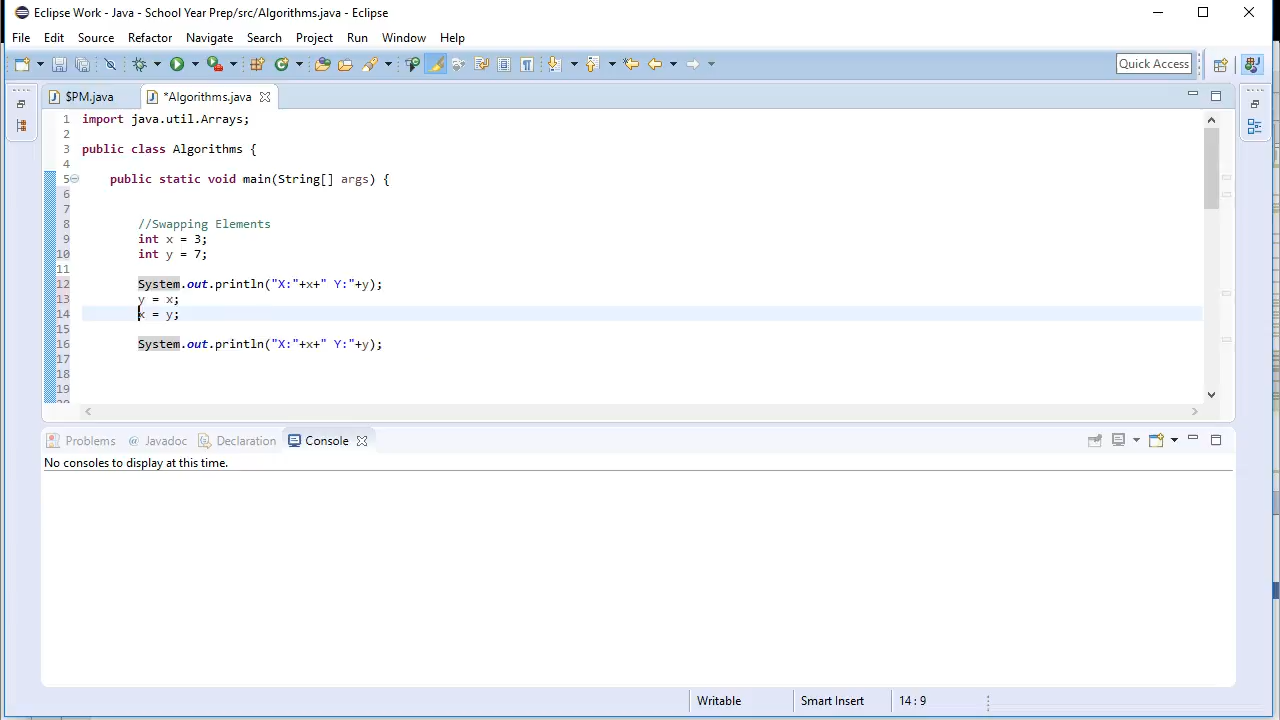 Eclipse Work - Java - School Year Prep/src/Algorithms.java - Eclipse
File Edit Source Refactor Navigate Search Project Run Window Help
Quick Access
$PM.java *Algorithms.java
1 import java.util.Arrays;
2
3 public class Algorithms {
4
5 public static void main(String[] args) {
6
7
8 //Swapping Elements
9 int x = 3;
10 int y = 7;
11
12 System.out.println("X:"+x+" Y:"+y);
13 y = x;
14 x = y;
15
16 System.out.println("X:"+x+" Y:"+y);
17
18
19
Problems @ Javadoc Declaration Console
No consoles to display at this time.
Writable Smart Insert 14 : 9